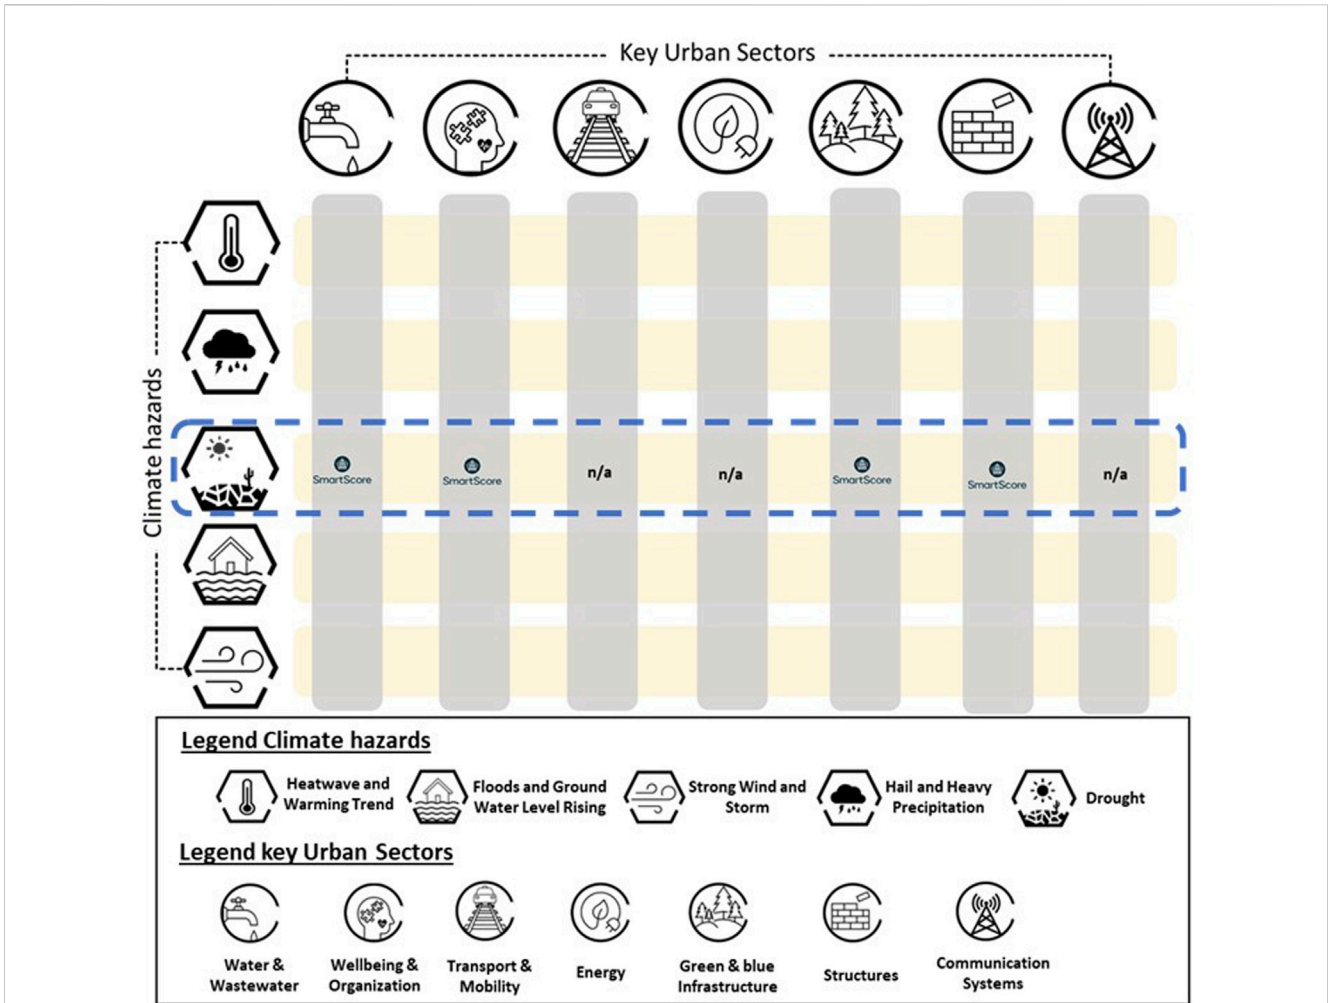 Key Urban Sectors
Climate hazards
SmartScore
SmartScore
n/a
n/a
SmartScore
SmartScore
n/a
Legend Climate hazards
Heatwave and
Warming Trend
Floods and Ground
Water Level Rising
Strong Wind and
Storm
Hail and Heavy
Precipitation
Drought
Legend key Urban Sectors
Water &
Wastewater
Wellbeing &
Organization
Transport &
Mobility
Energy
Green & blue
Infrastructure
Structures
Communication
Systems